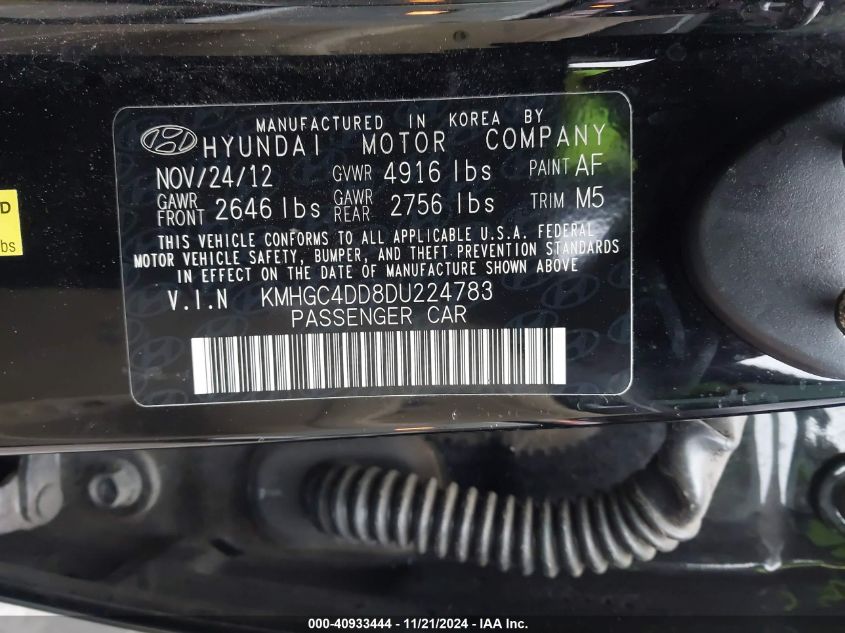 MANUFACTURED IN KOREA BY
HYUNDAI MOTOR COMPANY
NOV/24/12 GVWR 4916 lbs PAINT AF
GAWR FRONT 2646 lbs GAWR REAR 2756 lbs TRIM M5
THIS VEHICLE CONFORMS TO ALL APPLICABLE U.S.A. FEDERAL
MOTOR VEHICLE SAFETY, BUMPER, AND THEFT PREVENTION STANDARDS
IN EFFECT ON THE DATE OF MANUFACTURE SHOWN ABOVE
V.I.N KMHGC4DD8DU224783
PASSENGER CAR
D
bs
000-40933444 - 11/21/2024 - IAA Inc.